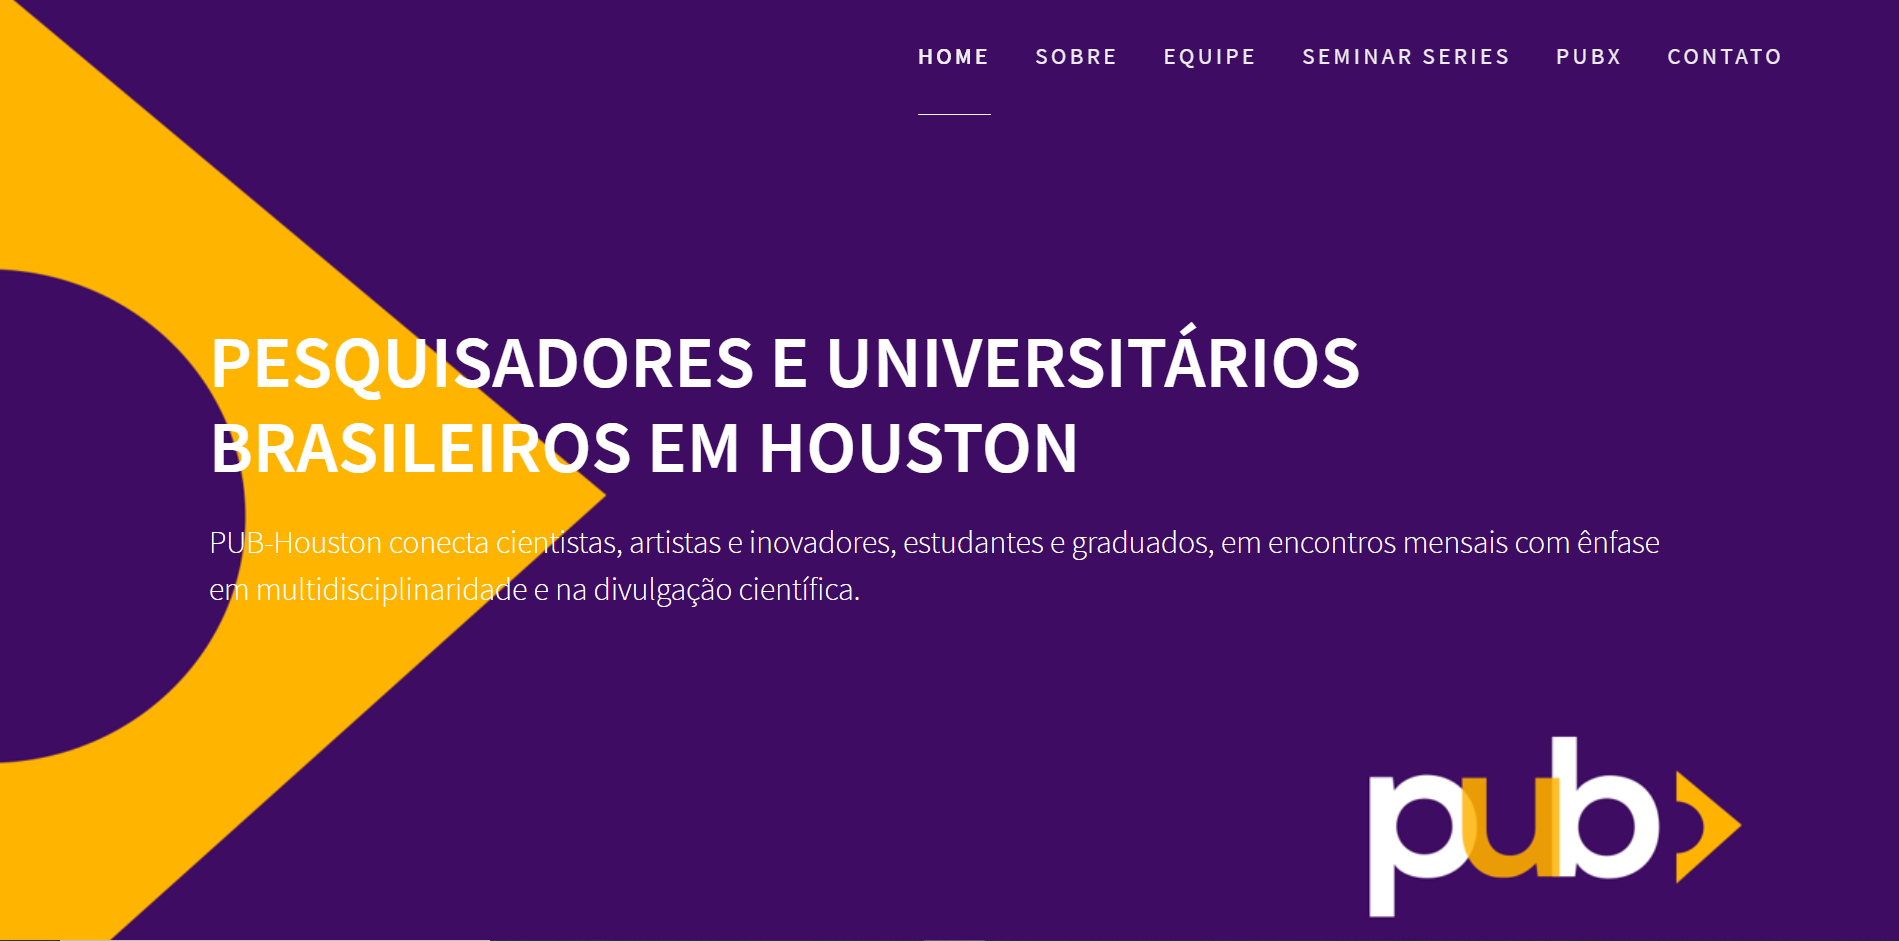 HOME SOBRE EQUIPE SEMINAR SERIES PUBX CONTATO
PESQUISADORES E UNIVERSITÁRIOS
BRASILEIROS EM HOUSTON
PUB-Houston conecta cientistas, artistas e inovadores, estudantes e graduados, em encontros mensais com ênfase
em multidisciplinaridade e na divulgação científica.
pub